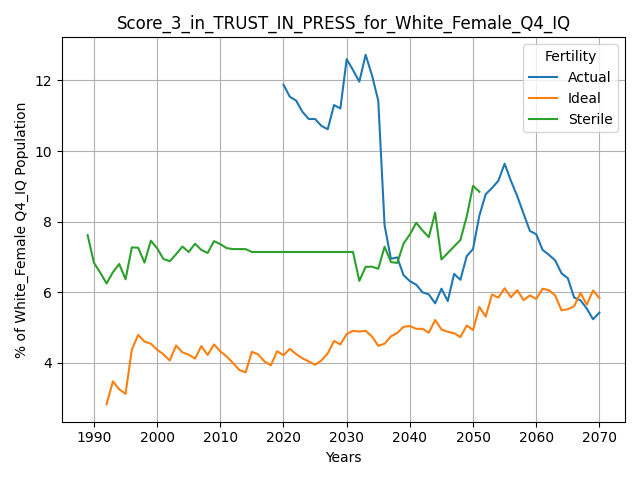 Score_3_in_TRUST_IN_PRESS_for_White_Female_Q4_IQ
% of White_Female Q4_IQ Population
12
10
8
6
4
Fertility
Actual
Ideal
Sterile
1990 2000 2010 2020 2030 2040 2050 2060 2070
Years